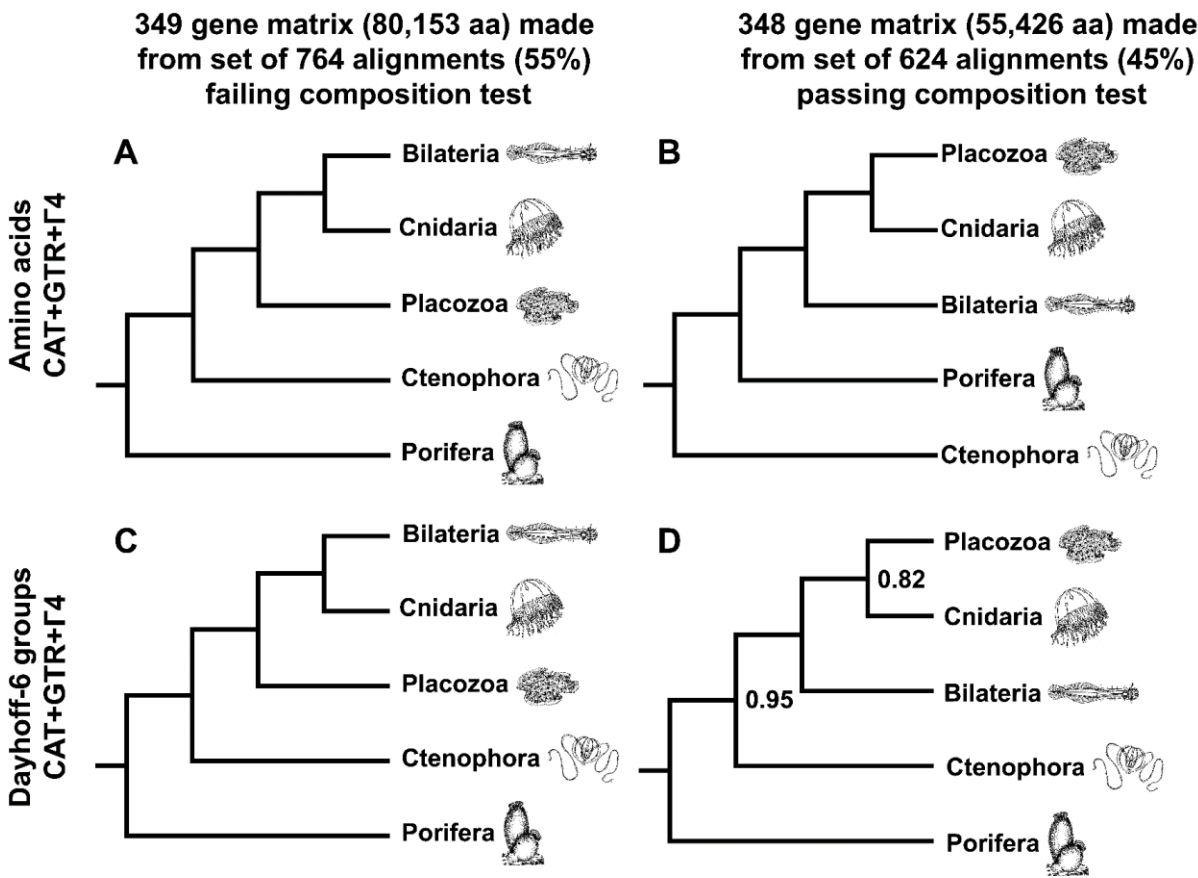 349 gene matrix (80,153 aa) made
from set of 764 alignments (55%)
failing composition test
348 gene matrix (55,426 aa) made
from set of 624 alignments (45%)
passing composition test
Amino acids
CAT+GTR+Γ4
A
Bilateria
Cnidaria
Placozoa
Ctenophora
Porifera
B
Placozoa
Cnidaria
Bilateria
Porifera
Ctenophora
Dayhoff-6 groups
CAT+GTR+Γ4
C
Bilateria
Cnidaria
Placozoa
Ctenophora
Porifera
D
Placozoa
0.82
Cnidaria
Bilateria
0.95
Ctenophora
Porifera